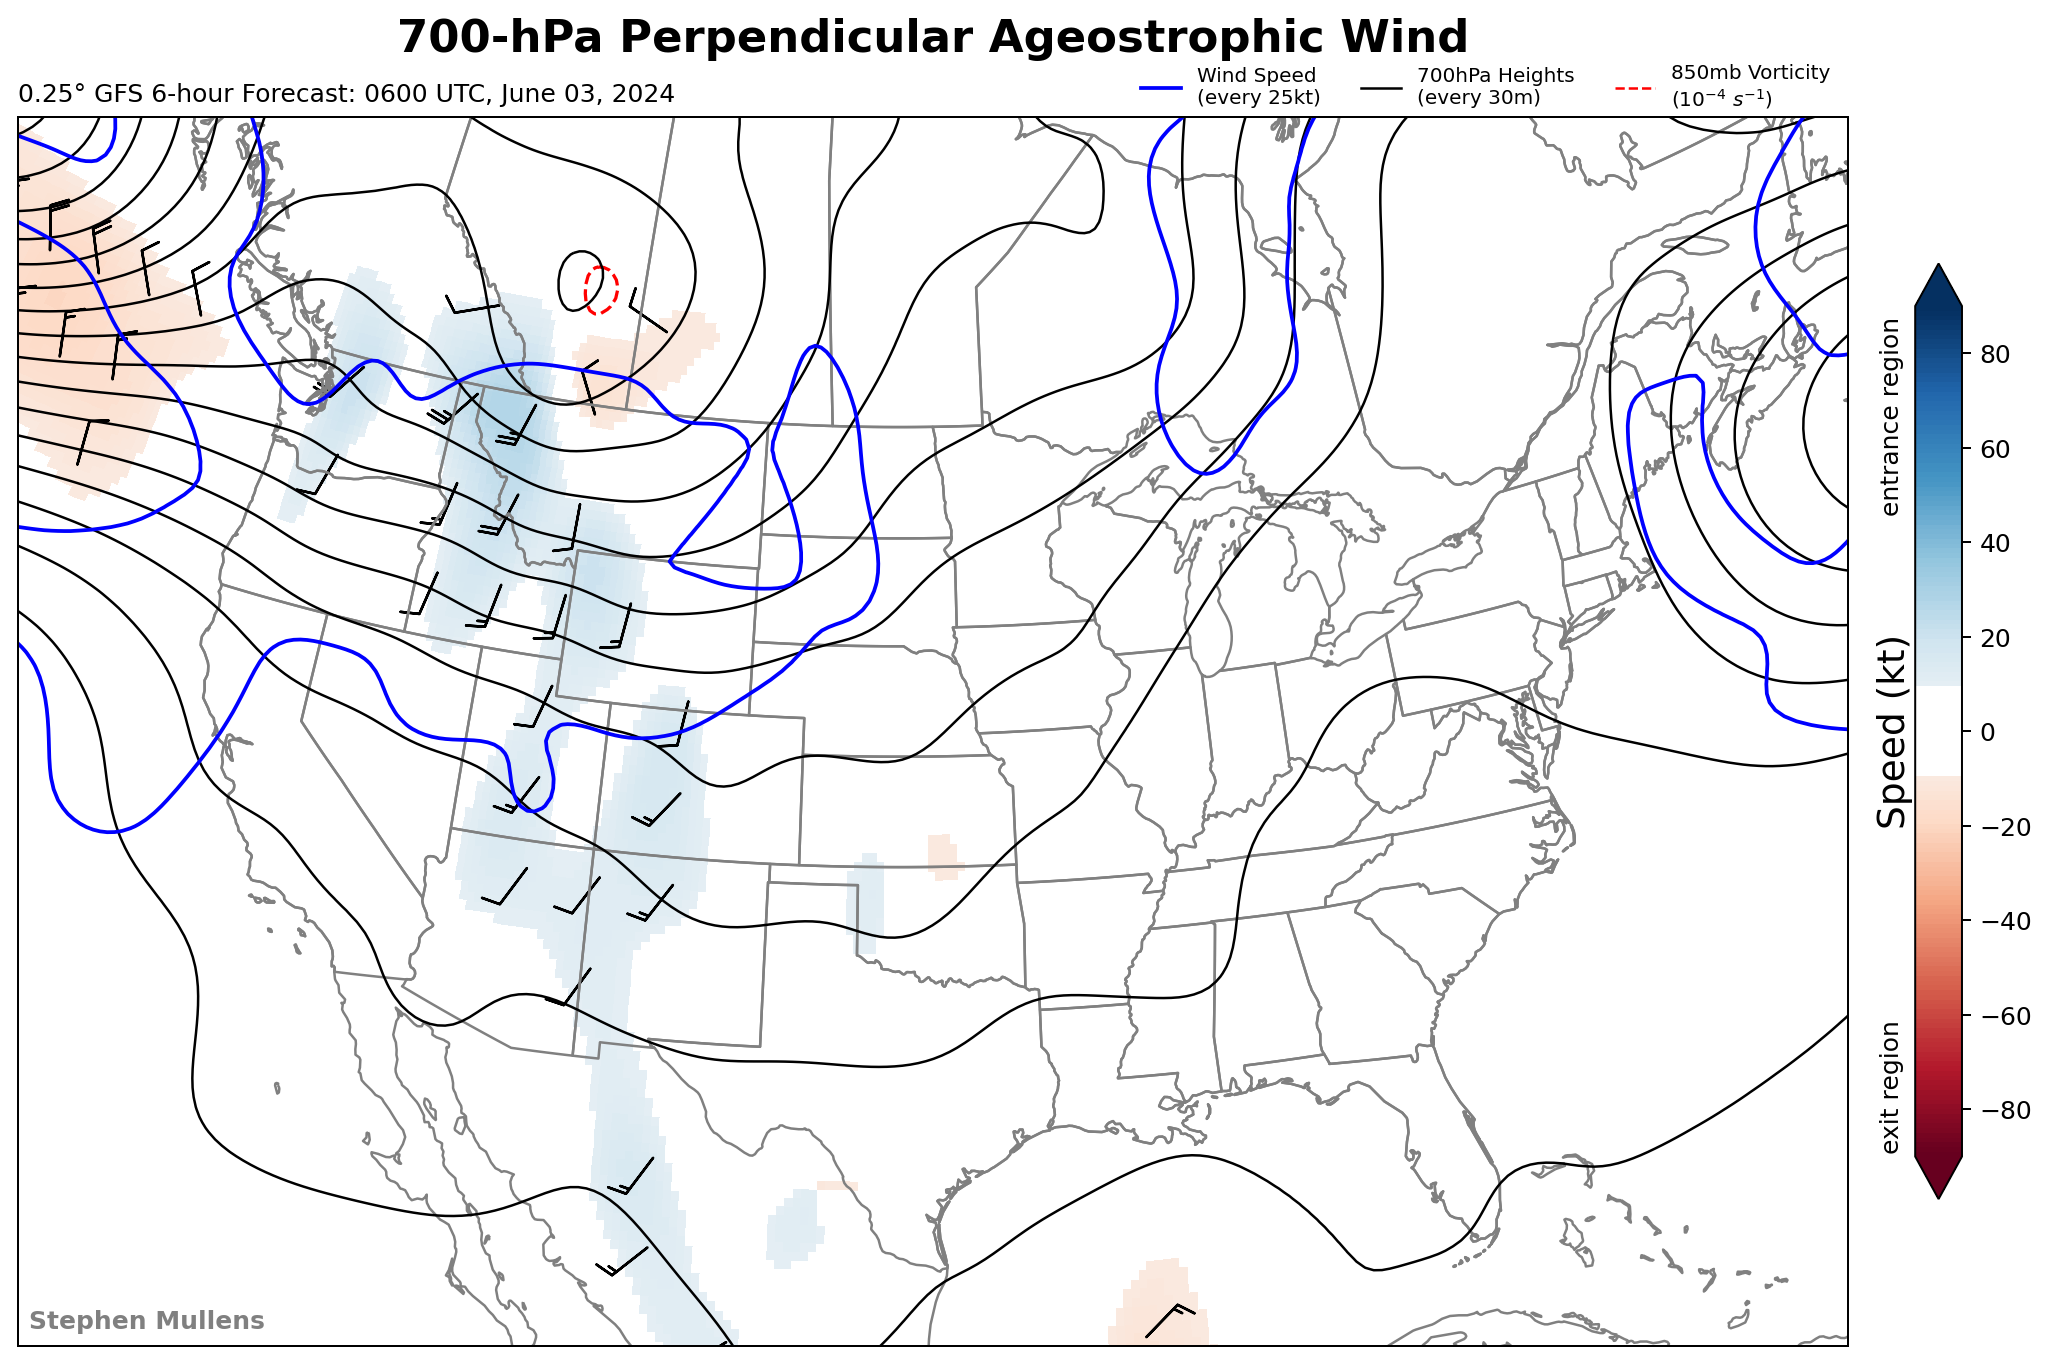 700-hPa Perpendicular Ageostrophic Wind
0.25° GFS 6-hour Forecast: 0600 UTC, June 03, 2024
Wind Speed
(every 25kt)
700hPa Heights
(every 30m)
850mb Vorticity
(10⁻⁴ s⁻¹)
entrance region
Speed (kt)
exit region
80
60
40
20
0
−20
−40
−60
−80
Stephen Mullens